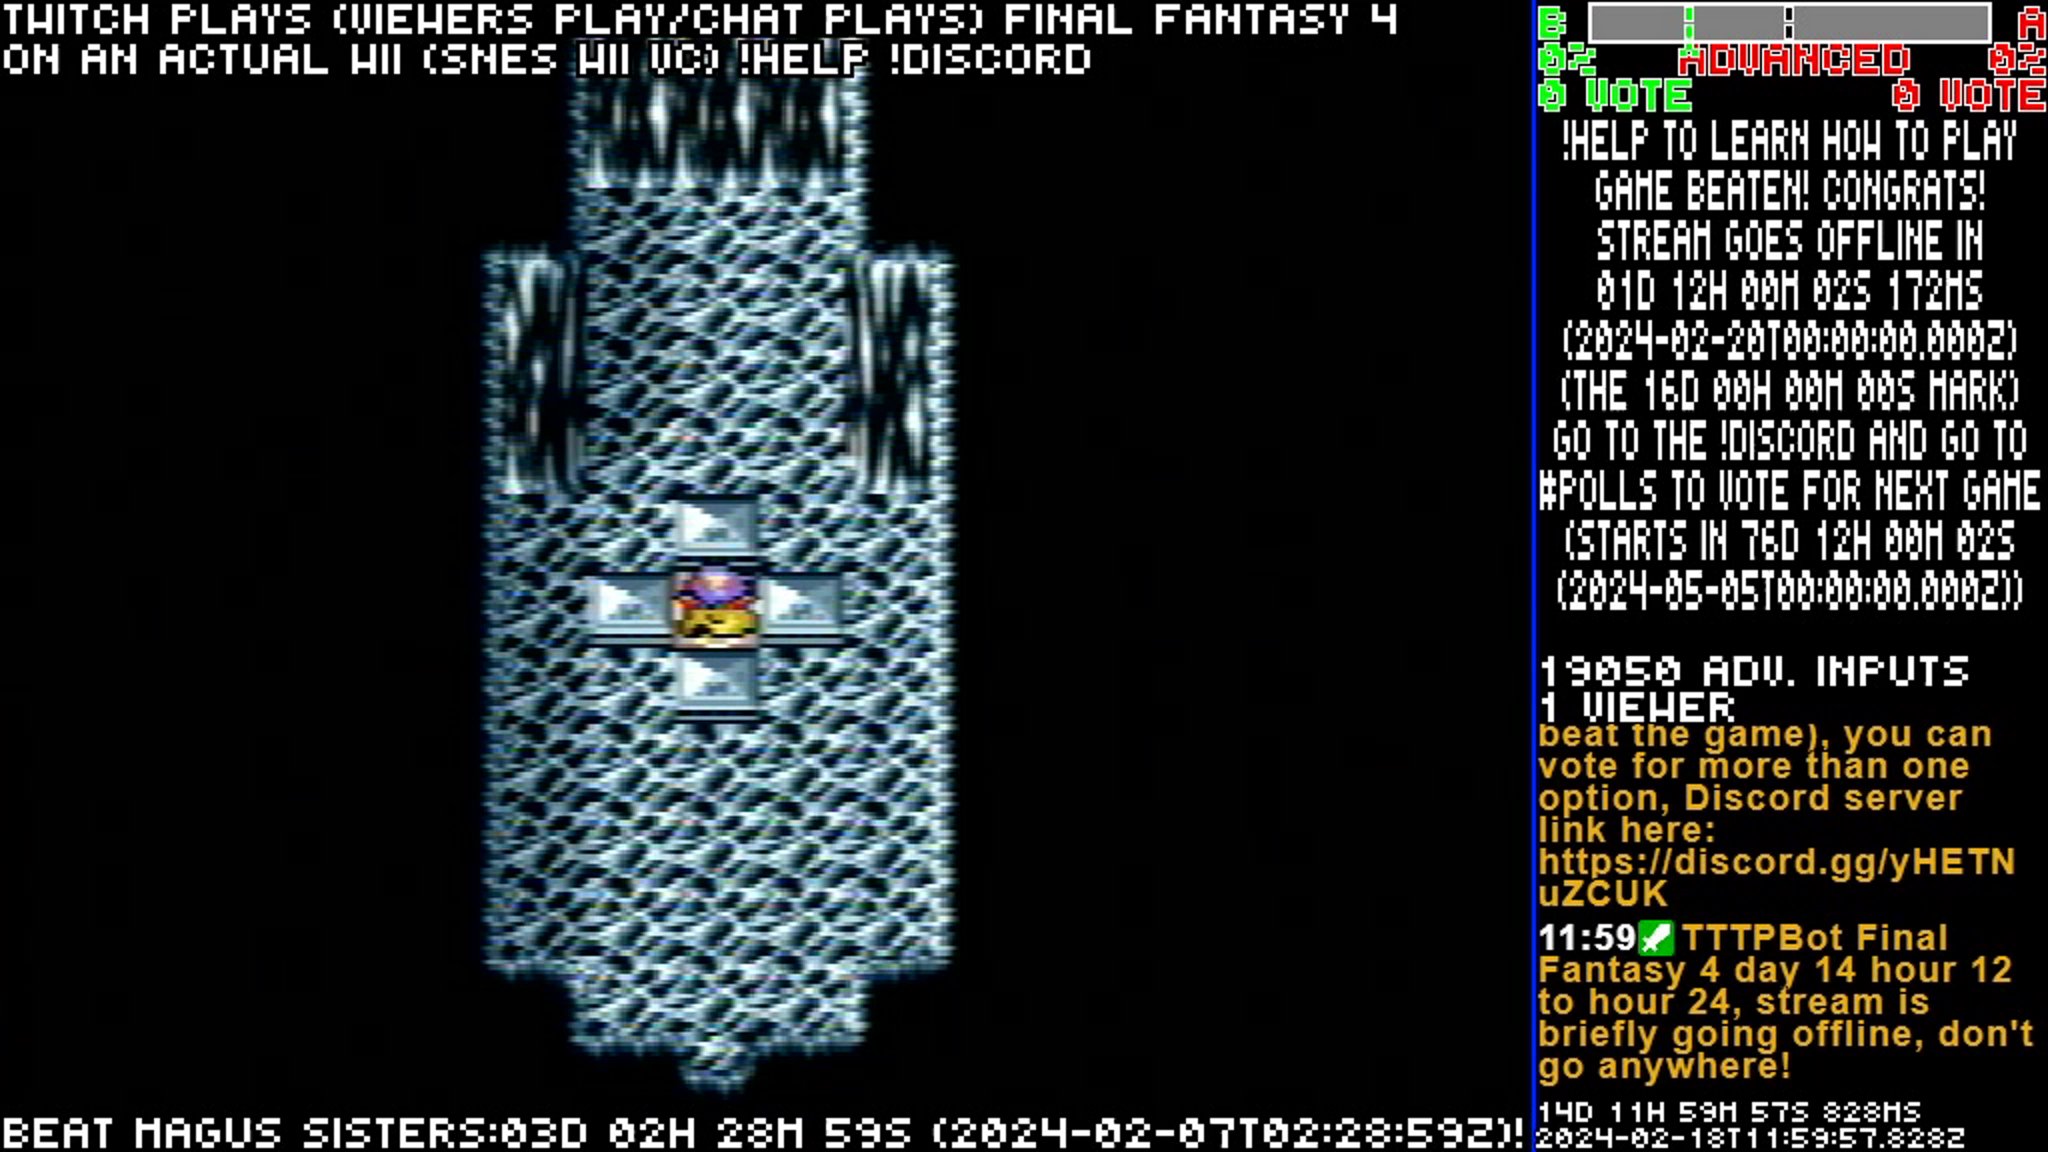 TWITCH PLAYS (VIEWERS PLAY/CHAT PLAYS) FINAL FANTASY 4
ON AN ACTUAL WII (SNES WII VC) !HELP !DISCORD
B A
0% ADVANCED 0%
0 VOTE 0 VOTE
!HELP TO LEARN HOW TO PLAY
GAME BEATEN! CONGRATS!
STREAM GOES OFFLINE IN
01D 12H 00M 02S 172MS
(2024-02-20T00:00:00.000Z)
(THE 16D 00H 00M 00S MARK)
GO TO THE !DISCORD AND GO TO
#POLLS TO VOTE FOR NEXT GAME
(STARTS IN 76D 12H 00M 02S
(2024-05-05T00:00:00.000Z))
19050 ADV. INPUTS
1 VIEWER
beat the game), you can
vote for more than one
option, Discord server
link here:
https://discord.gg/yHETN
uZCUK
11:59 TTTPBot Final
Fantasy 4 day 14 hour 12
to hour 24, stream is
briefly going offline, don't
go anywhere!
14D 11H 59M 57S 828MS
2024-02-18T11:59:57.828Z
BEAT MAGUS SISTERS:03D 02H 28M 59S (2024-02-07T02:28:59Z)!